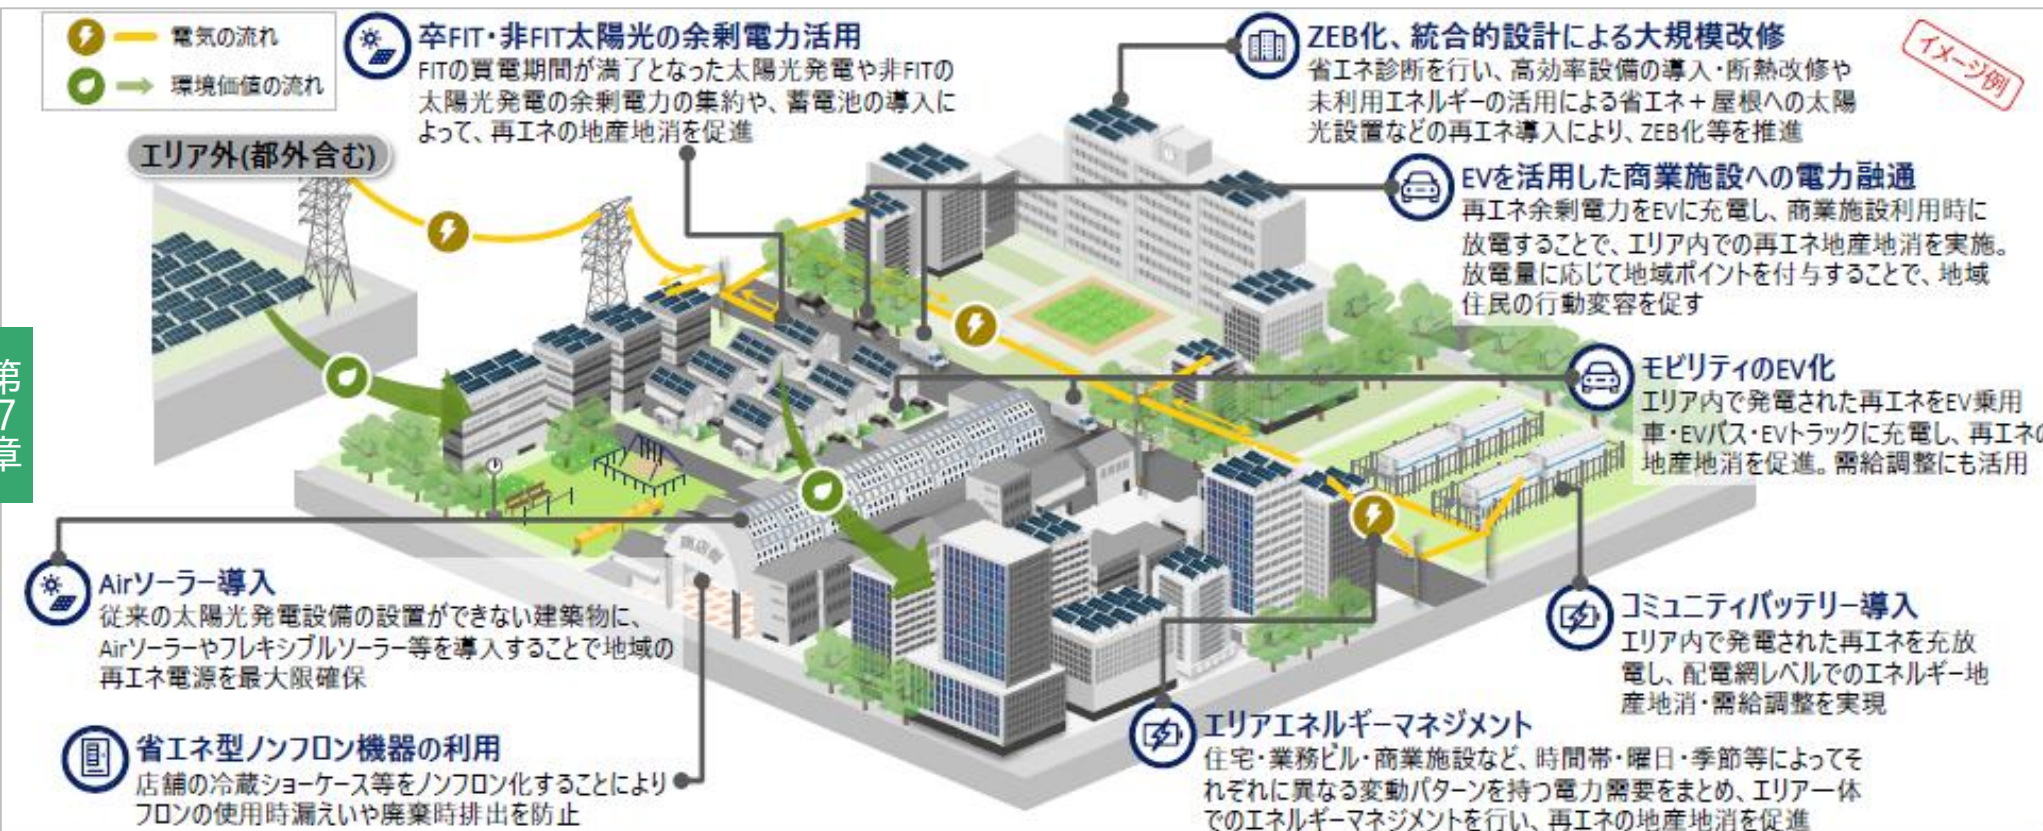 電気の流れ
環境価値の流れ
卒FIT・非FIT太陽光の余剰電力活用
FITの買電期間が満了となった太陽光発電や非FITの
太陽光発電の余剰電力の集約や、蓄電池の導入に
よって、再エネの地産地消を促進
ZEB化、統合的設計による大規模改修
省エネ診断を行い、高効率設備の導入・断熱改修や
未利用エネルギーの活用による省エネ＋屋根への太陽
光設置などの再エネ導入により、ZEB化等を推進
イメージ例
エリア外(都外含む)
EVを活用した商業施設への電力融通
再エネ余剰電力をEVに充電し、商業施設利用時に
放電することで、エリア内での再エネ地産地消を実施。
放電量に応じて地域ポイントを付与することで、地域
住民の行動変容を促す
第7章
モビリティのEV化
エリア内で発電された再エネをEV乗用
車・EVバス・EVトラックに充電し、再エネの
地産地消を促進。需給調整にも活用
商店街
Airソーラー導入
従来の太陽光発電設備の設置ができない建築物に、
Airソーラーやフレキシブルソーラー等を導入することで地域の
再エネ電源を最大限確保
コミュニティバッテリー導入
エリア内で発電された再エネを充放
電し、配電網レベルでのエネルギー地
産地消・需給調整を実現
省エネ型ノンフロン機器の利用
店舗の冷蔵ショーケース等をノンフロン化することにより
フロンの使用時漏えいや廃棄時排出を防止
エリアエネルギーマネジメント
住宅・業務ビル・商業施設など、時間帯・曜日・季節等によってそ
れぞれに異なる変動パターンを持つ電力需要をまとめ、エリア一体
でのエネルギーマネジメントを行い、再エネの地産地消を促進